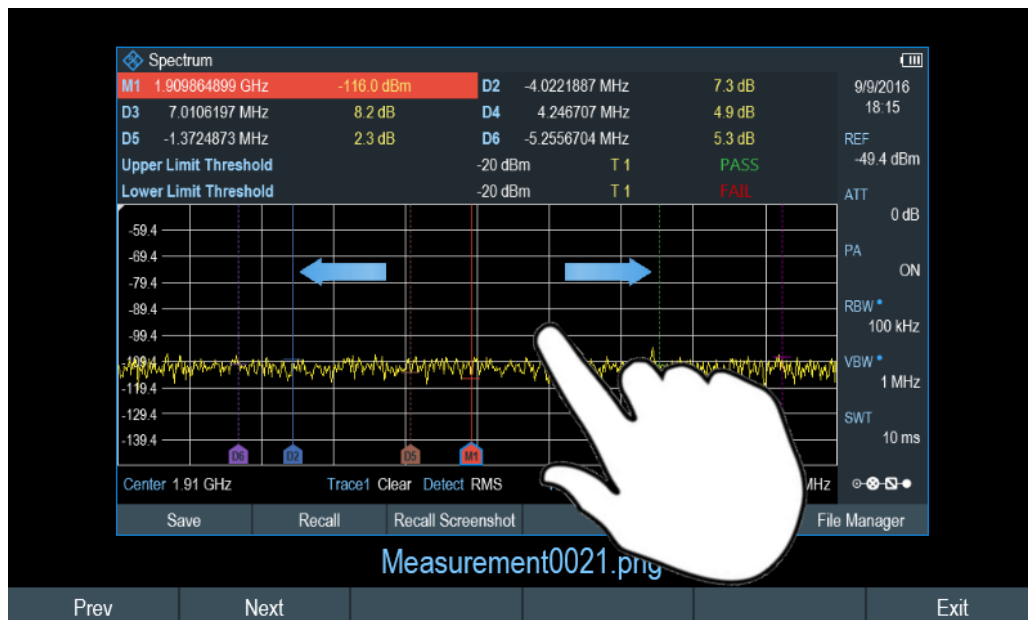 Spectrum
M1 1.909864899 GHz -116.0 dBm D2 -4.0221887 MHz 7.3 dB 9/9/2016
18:15
D3 7.0106197 MHz 8.2 dB D4 4.246707 MHz 4.9 dB
D5 -1.3724873 MHz 2.3 dB D6 -5.2556704 MHz 5.3 dB REF
-49.4 dBm
Upper Limit Threshold -20 dBm T 1 PASS
Lower Limit Threshold -20 dBm T 1 FAIL ATT
0 dB
-59.4
-69.4
PA
ON
-79.4
-89.4
RBW
100 kHz
-99.4
-109.4
VBW
1 MHz
-119.4
-129.4
SWT
10 ms
-139.4
D6 D2 D5 M1
Center 1.91 GHz Trace1 Clear Detect RMS MHz
Save Recall Recall Screenshot File Manager
Measurement0021.png
Prev Next Exit